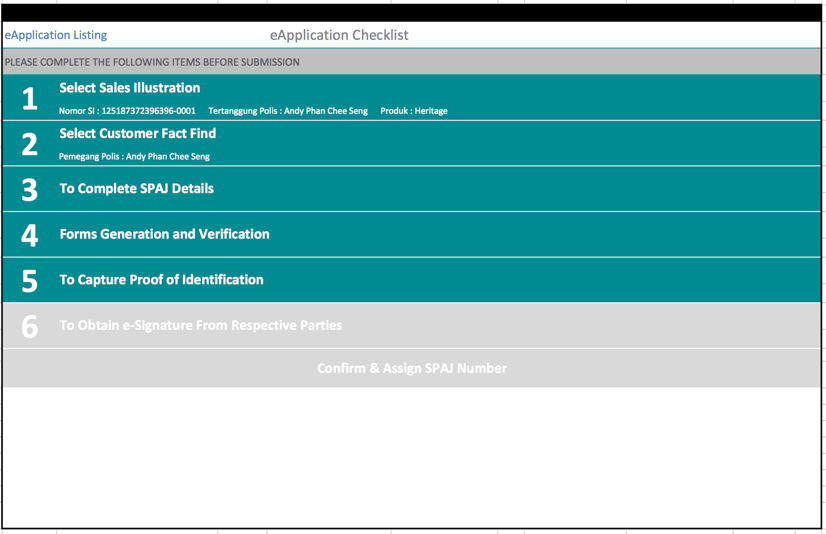 eApplication Listing
eApplication Checklist
PLEASE COMPLETE THE FOLLOWING ITEMS BEFORE SUBMISSION
1
Select Sales Illustration
Nomor SI : 125187372396396-0001 Tertanggung Polis : Andy Phan Chee Seng Produk : Heritage
2
Select Customer Fact Find
Pemegang Polis : Andy Phan Chee Seng
3
To Complete SPAJ Details
4
Forms Generation and Verification
5
To Capture Proof of Identification
6
To Obtain e-Signature From Respective Parties
Confirm & Assign SPAJ Number